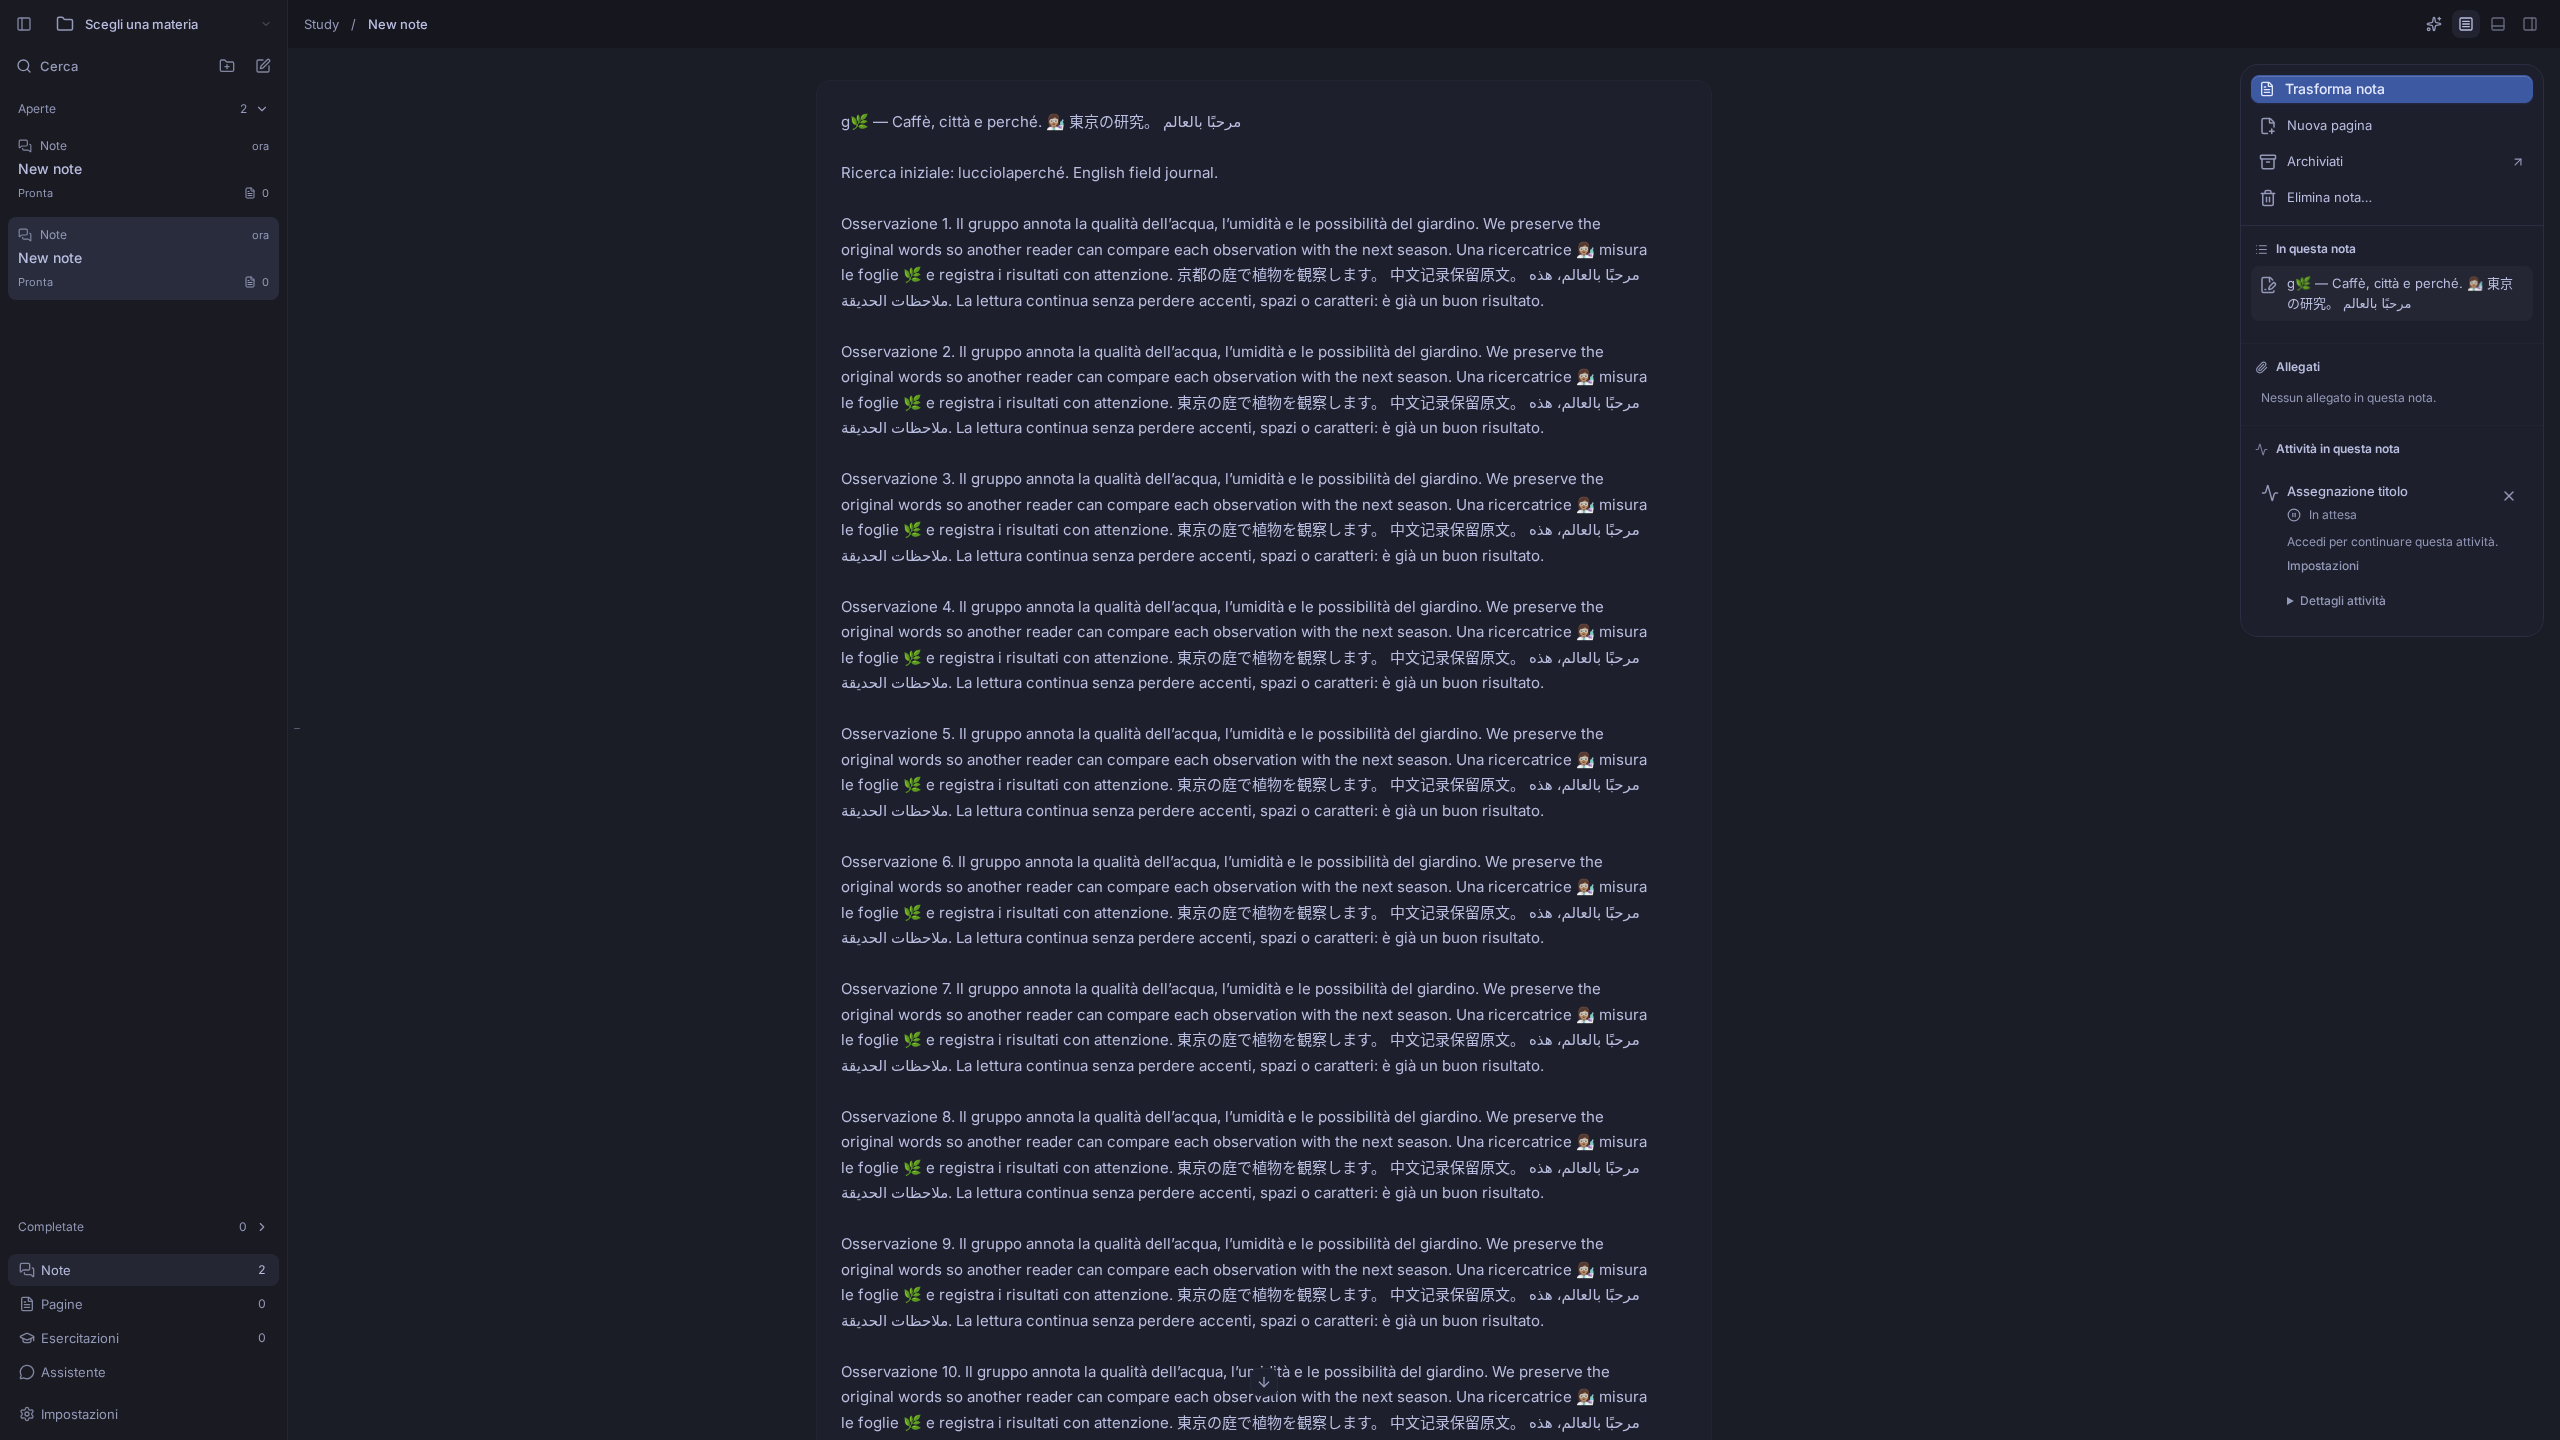 Scegli una materia
Cerca
Aperte 2
Note ora
New note
Pronta 0
Note ora
New note
Pronta 0
Completate 0
Note 2
Pagine 0
Esercitazioni 0
Assistente
Impostazioni
Study / New note
g🌿 — Caffè, città e perché. 👩🏽‍🔬 東京の研究。 مرحبًا بالعالم
Ricerca iniziale: lucciolaperché. English field journal.
Osservazione 1. Il gruppo annota la qualità dell’acqua, l’umidità e le possibilità del giardino. We preserve the
original words so another reader can compare each observation with the next season. Una ricercatrice 👩🏽‍🔬 misura
le foglie 🌿 e registra i risultati con attenzione. 京都の庭で植物を観察します。 中文记录保留原文。 مرحبًا بالعالم، هذه
ملاحظات الحديقة. La lettura continua senza perdere accenti, spazi o caratteri: è già un buon risultato.
Osservazione 2. Il gruppo annota la qualità dell’acqua, l’umidità e le possibilità del giardino. We preserve the
original words so another reader can compare each observation with the next season. Una ricercatrice 👩🏽‍🔬 misura
le foglie 🌿 e registra i risultati con attenzione. 東京の庭で植物を観察します。 中文记录保留原文。 مرحبًا بالعالم، هذه
ملاحظات الحديقة. La lettura continua senza perdere accenti, spazi o caratteri: è già un buon risultato.
Osservazione 3. Il gruppo annota la qualità dell’acqua, l’umidità e le possibilità del giardino. We preserve the
original words so another reader can compare each observation with the next season. Una ricercatrice 👩🏽‍🔬 misura
le foglie 🌿 e registra i risultati con attenzione. 東京の庭で植物を観察します。 中文记录保留原文。 مرحبًا بالعالم، هذه
ملاحظات الحديقة. La lettura continua senza perdere accenti, spazi o caratteri: è già un buon risultato.
Osservazione 4. Il gruppo annota la qualità dell’acqua, l’umidità e le possibilità del giardino. We preserve the
original words so another reader can compare each observation with the next season. Una ricercatrice 👩🏽‍🔬 misura
le foglie 🌿 e registra i risultati con attenzione. 東京の庭で植物を観察します。 中文记录保留原文。 مرحبًا بالعالم، هذه
ملاحظات الحديقة. La lettura continua senza perdere accenti, spazi o caratteri: è già un buon risultato.
Osservazione 5. Il gruppo annota la qualità dell’acqua, l’umidità e le possibilità del giardino. We preserve the
original words so another reader can compare each observation with the next season. Una ricercatrice 👩🏽‍🔬 misura
le foglie 🌿 e registra i risultati con attenzione. 東京の庭で植物を観察します。 中文记录保留原文。 مرحبًا بالعالم، هذه
ملاحظات الحديقة. La lettura continua senza perdere accenti, spazi o caratteri: è già un buon risultato.
Osservazione 6. Il gruppo annota la qualità dell’acqua, l’umidità e le possibilità del giardino. We preserve the
original words so another reader can compare each observation with the next season. Una ricercatrice 👩🏽‍🔬 misura
le foglie 🌿 e registra i risultati con attenzione. 東京の庭で植物を観察します。 中文记录保留原文。 مرحبًا بالعالم، هذه
ملاحظات الحديقة. La lettura continua senza perdere accenti, spazi o caratteri: è già un buon risultato.
Osservazione 7. Il gruppo annota la qualità dell’acqua, l’umidità e le possibilità del giardino. We preserve the
original words so another reader can compare each observation with the next season. Una ricercatrice 👩🏽‍🔬 misura
le foglie 🌿 e registra i risultati con attenzione. 東京の庭で植物を観察します。 中文记录保留原文。 مرحبًا بالعالم، هذه
ملاحظات الحديقة. La lettura continua senza perdere accenti, spazi o caratteri: è già un buon risultato.
Osservazione 8. Il gruppo annota la qualità dell’acqua, l’umidità e le possibilità del giardino. We preserve the
original words so another reader can compare each observation with the next season. Una ricercatrice 👩🏽‍🔬 misura
le foglie 🌿 e registra i risultati con attenzione. 東京の庭で植物を観察します。 中文记录保留原文。 مرحبًا بالعالم، هذه
ملاحظات الحديقة. La lettura continua senza perdere accenti, spazi o caratteri: è già un buon risultato.
Osservazione 9. Il gruppo annota la qualità dell’acqua, l’umidità e le possibilità del giardino. We preserve the
original words so another reader can compare each observation with the next season. Una ricercatrice 👩🏽‍🔬 misura
le foglie 🌿 e registra i risultati con attenzione. 東京の庭で植物を観察します。 中文记录保留原文。 مرحبًا بالعالم، هذه
ملاحظات الحديقة. La lettura continua senza perdere accenti, spazi o caratteri: è già un buon risultato.
Osservazione 10. Il gruppo annota la qualità dell’acqua, l’umidità e le possibilità del giardino. We preserve the
original words so another reader can compare each observation with the next season. Una ricercatrice 👩🏽‍🔬 misura
le foglie 🌿 e registra i risultati con attenzione. 東京の庭で植物を観察します。 中文记录保留原文。 مرحبًا بالعالم، هذه
Trasforma nota
Nuova pagina
Archiviati
Elimina nota…
In questa nota
g🌿 — Caffè, città e perché. 👩🏽‍🔬 東京
の研究。 مرحبًا بالعالم
Allegati
Nessun allegato in questa nota.
Attività in questa nota
Assegnazione titolo
In attesa
Accedi per continuare questa attività.
Impostazioni
Dettagli attività